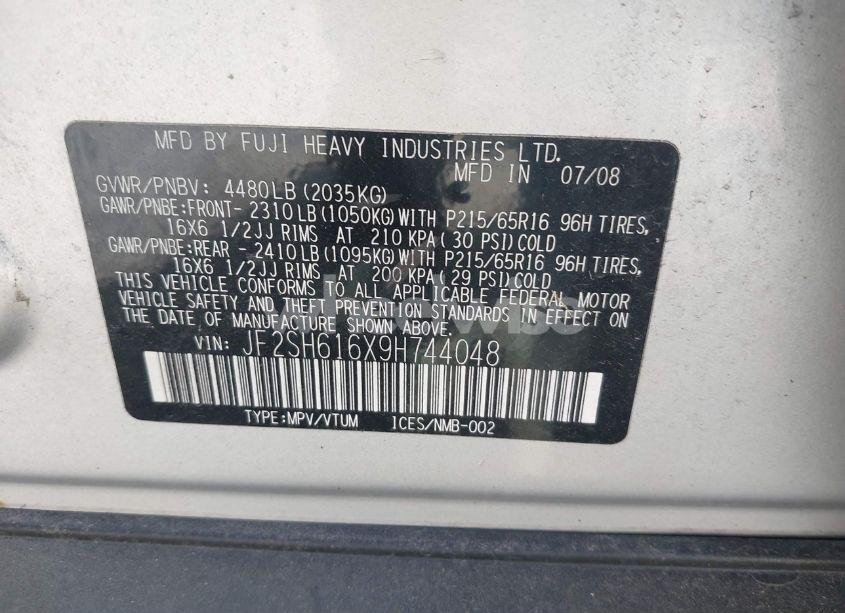 MFD BY FUJI HEAVY INDUSTRIES LTD.
MFD IN 07/08
GVWR/PNBV: 4480LB(2035KG)
GAWR/PNBE:FRONT- 2310LB(1050KG)WITH P215/65R16 96H TIRES,
16X6 1/2JJ RIMS AT 210 KPA( 30 PSI)COLD
GAWR/PNBE:REAR -2410LB(1095KG)WITH P215/65R16 96H TIRES,
16X6 1/2JJ RIMS AT 200 KPA( 29 PSI)COLD
THIS VEHICLE CONFORMS TO ALL APPLICABLE FEDERAL MOTOR
VEHICLE SAFETY AND THEFT PREVENTION STANDARDS IN EFFECT ON
THE DATE OF MANUFACTURE SHOWN ABOVE.
VIN: JF2SH616X9H744048
TYPE:MPV/VTUM ICES/NMB-002